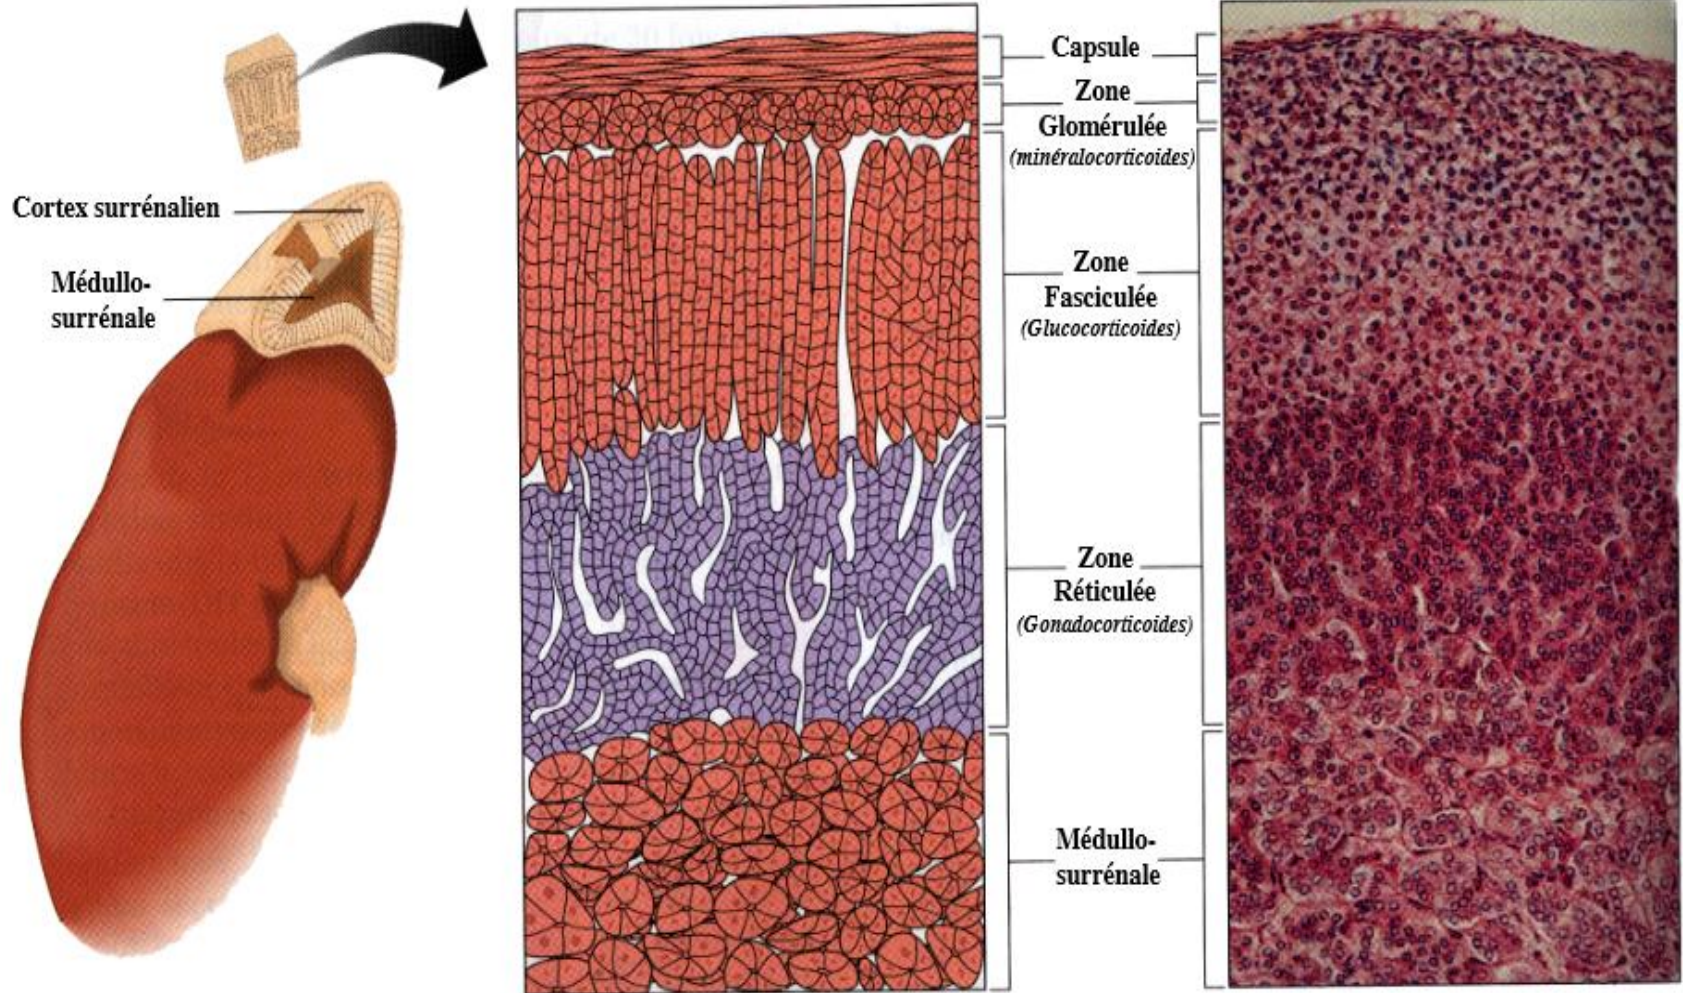 Cortex surrénalien
Médullo-
surrénale
Capsule
Zone
Glomérulée
(minéralocorticoides)
Zone
Fasciculée
(Glucocorticoides)
Zone
Réticulée
(Gonadocorticoides)
Médullo-
surrénale